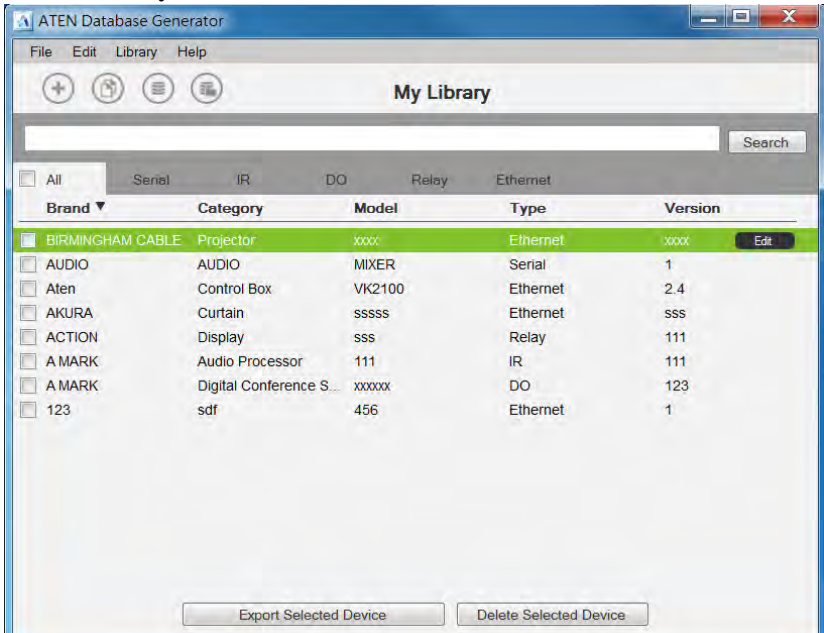 ATEN Database Generator
File Edit Library Help
My Library
Search
All Serial IR DO Relay Ethernet
Brand ▼ Category Model Type Version
BIRMINGHAM CABLE Projector xxxx Ethernet xxxx Edit
AUDIO AUDIO MIXER Serial 1
Aten Control Box VK2100 Ethernet 2.4
AKURA Curtain sssss Ethernet sss
ACTION Display sss Relay 111
A MARK Audio Processor 111 IR 111
A MARK Digital Conference S... xxxxxx DO 123
123 sdf 456 Ethernet 1
Export Selected Device Delete Selected Device